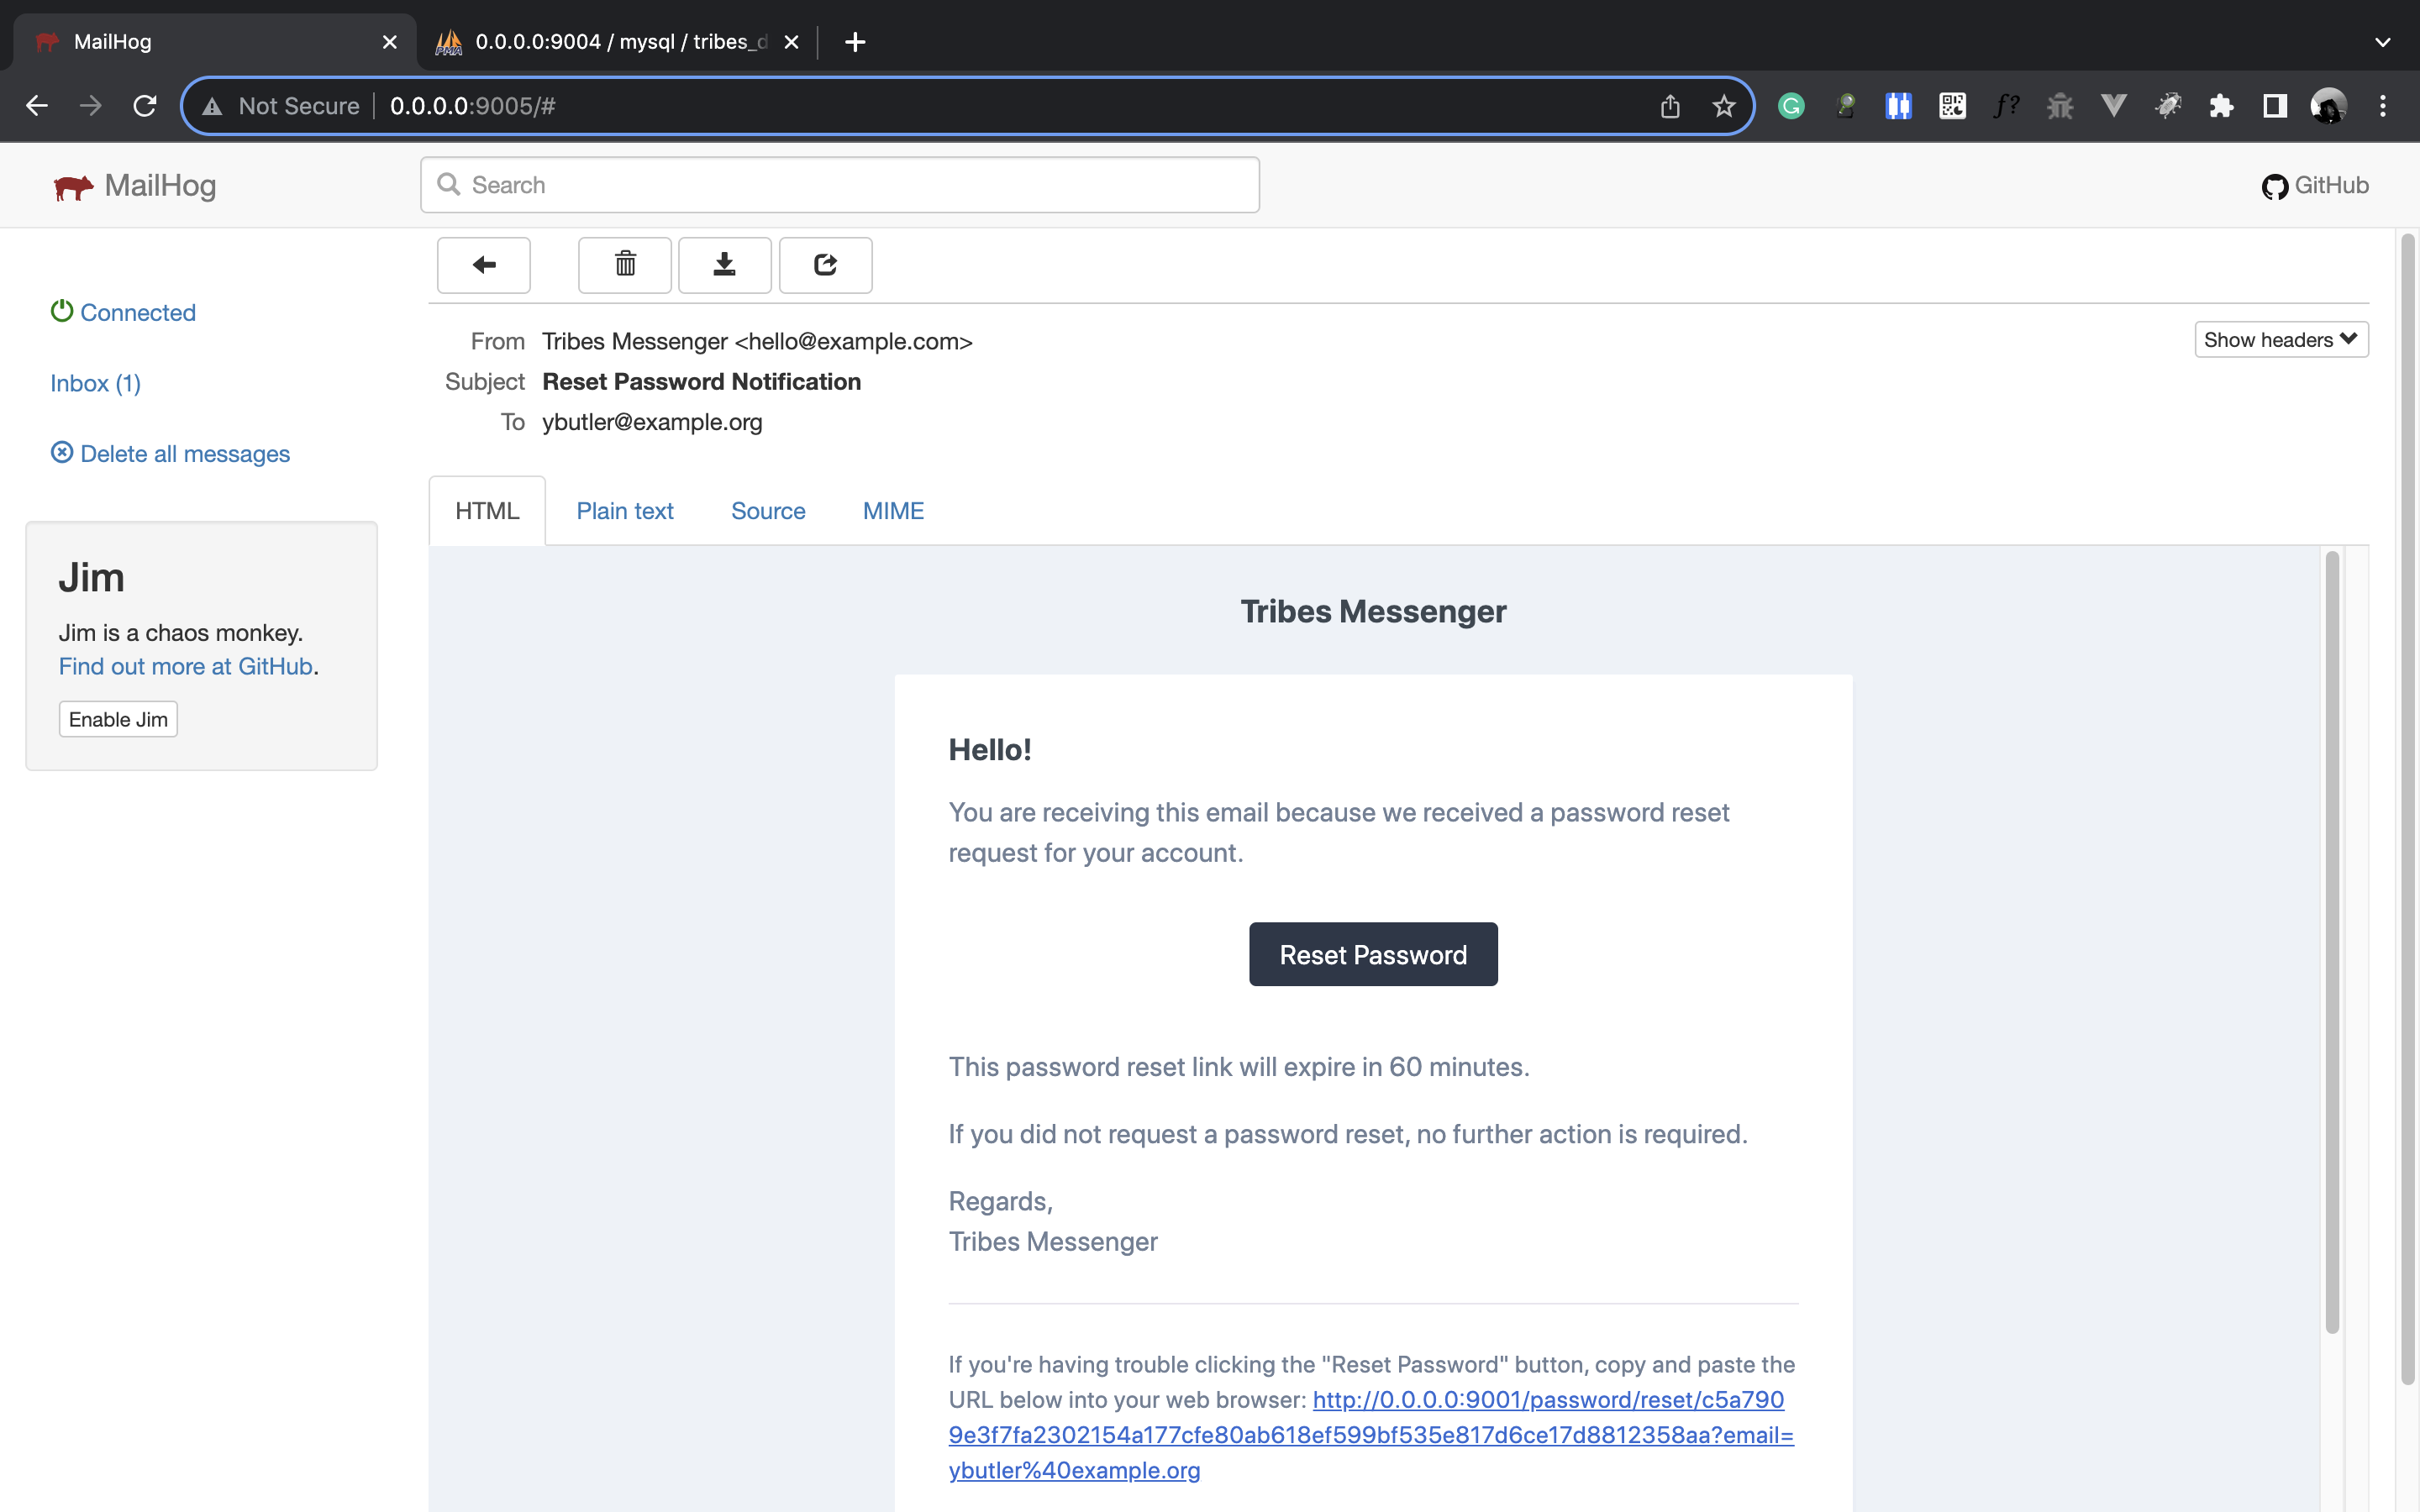 MailHog
0.0.0.0:9004 / mysql / tribes_d
Not Secure
0.0.0.0:9005/#
MailHog
Search
GitHub
Connected
Inbox (1)
Delete all messages
Jim
Jim is a chaos monkey.
Find out more at GitHub.
Enable Jim
From Tribes Messenger <hello@example.com>
Show headers
Subject Reset Password Notification
To ybutler@example.org
HTML Plain text Source MIME
Tribes Messenger
Hello!
You are receiving this email because we received a password reset
request for your account.
Reset Password
This password reset link will expire in 60 minutes.
If you did not request a password reset, no further action is required.
Regards,
Tribes Messenger
If you're having trouble clicking the "Reset Password" button, copy and paste the
URL below into your web browser: http://0.0.0.0:9001/password/reset/c5a790
9e3f7fa2302154a177cfe80ab618ef599bf535e817d6ce17d8812358aa?email=
ybutler%40example.org